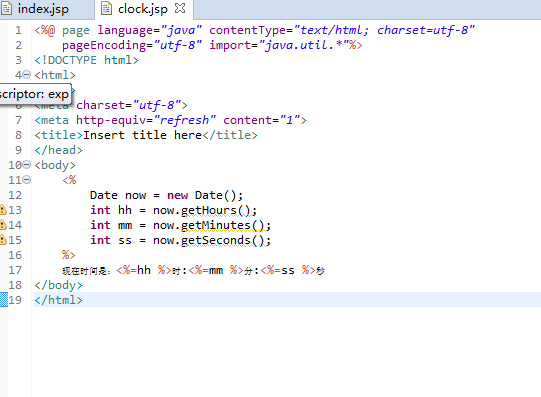 index.jsp clock.jsp
1 <%@ page language="java" contentType="text/html; charset=utf-8"
2 pageEncoding="utf-8" import="java.util.*"%>
3 <!DOCTYPE html>
4 <html>
scriptor: exp >
6 <meta charset="utf-8">
7 <meta http-equiv="refresh" content="1">
8 <title>Insert title here</title>
9 </head>
10 <body>
11 <%
12 Date now = new Date();
13 int hh = now.getHours();
14 int mm = now.getMinutes();
15 int ss = now.getSeconds();
16 %>
17 现在时间是: <%=hh %>时:<%=mm %>分:<%=ss %>秒
18 </body>
19 </html>